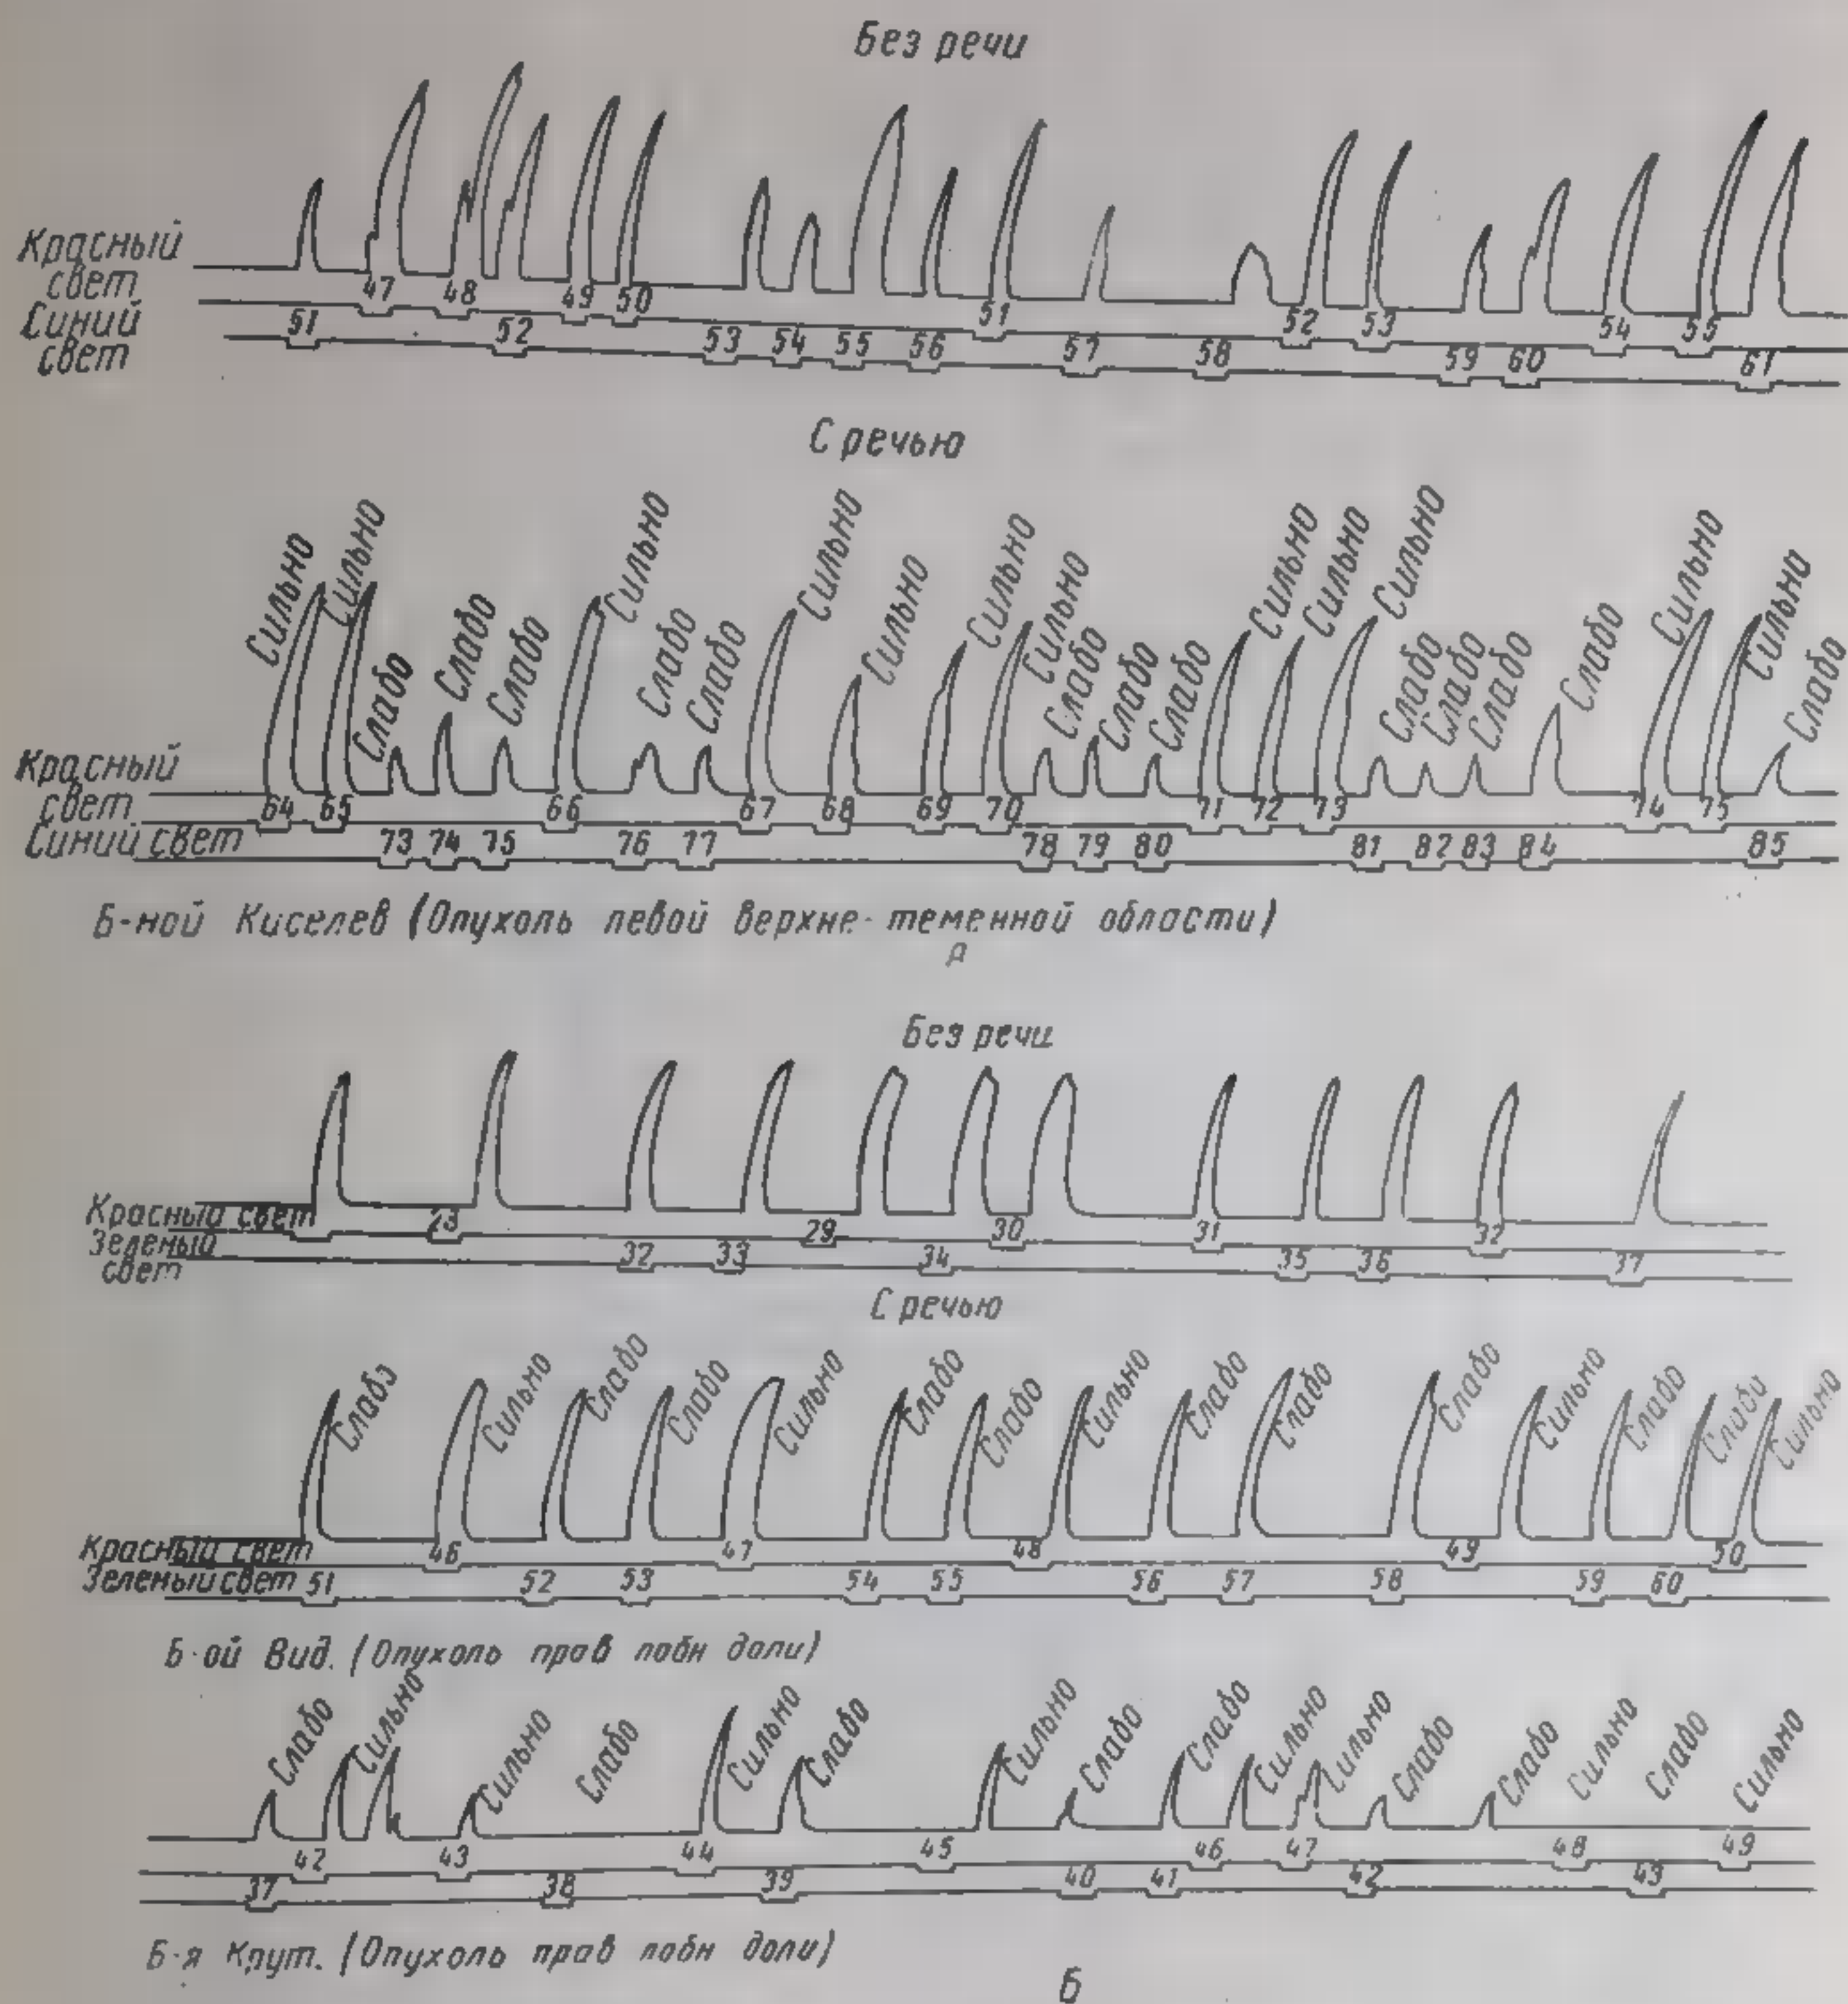 Без речи
Красный
свет
47 48 49 50 51 52 53 54 55
Синий
свет
51 52 53 54 55 56 57 58 59 60 61
С речью
Сильно Сильно Слабо Слабо Слабо Сильно Слабо Слабо Сильно Сильно Сильно Сильно Слабо Слабо Слабо Сильно Сильно Сильно Слабо Слабо Слабо Слабо Сильно Сильно Слабо
Красный
свет
64 65 66 67 68 69 70 71 72 73 74 75
Синий свет 73 74 75 76 77 78 79 80 81 82 83 84 85
Б-ной Киселев (Опухоль левой верхне-теменной области)
А
Без речи
Красный свет 28 29 30 31 32
Зеленый
свет
32 33 34 35 36 37
С речью
Слабо Сильно Слабо Слабо Сильно Слабо Слабо Сильно Слабо Слабо Слабо Сильно Слабо Слабо Сильно
Красный свет 46 47 48 49 50
Зеленый свет 51 52 53 54 55 56 57 58 59 60
Б-ой Вид. (Опухоль прав лобн доли)
Слабо Сильно Сильно Слабо Сильно Слабо Сильно Слабо Слабо Сильно Сильно Слабо Слабо Сильно Слабо Сильно
42 43 44 45 46 47 48 49
37 38 39 40 41 42 43
Б-я Крут. (Опухоль прав лобн доли)
Б